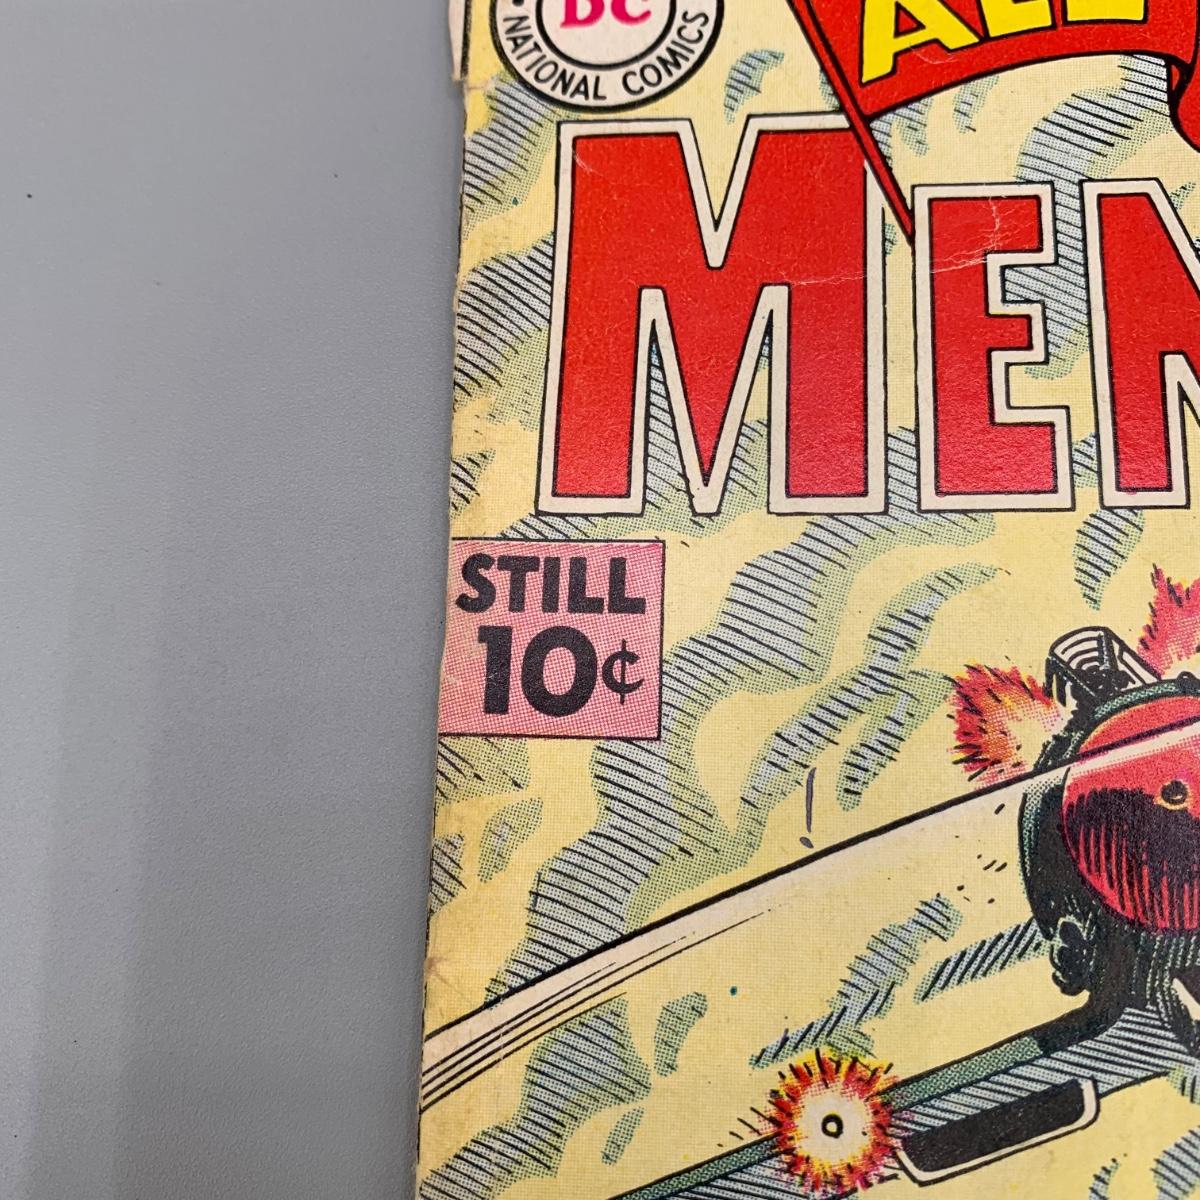 DC
• NATIONAL COMICS •
ALL
MEN
STILL
10¢